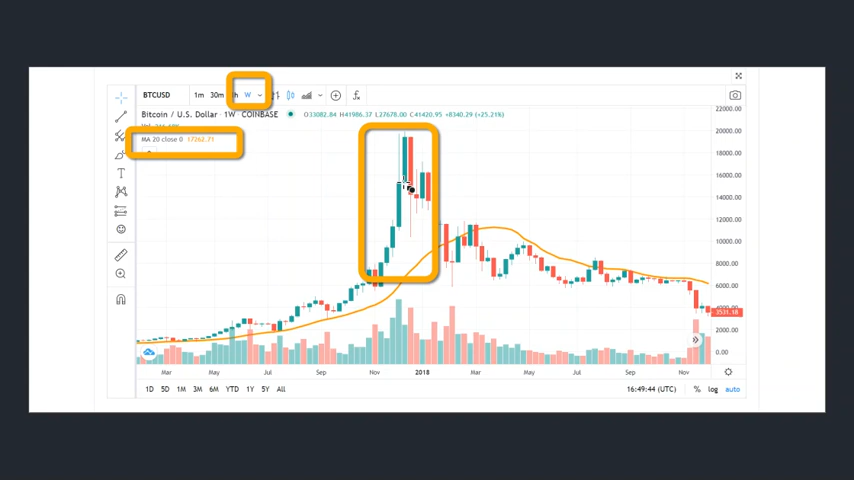 BTCUSD 1m 30m h W
Bitcoin / U.S. Dollar · 1W COINBASE O33082.84 H41986.37 L27678.00 C41420.95 +8340.29 (+25.21%)
MA 20 close 0 17262.71
22000.00
20000.00
18000.00
16000.00
14000.00
12000.00
10000.00
8000.00
6000.00
4000.00
3531.18
2000.00
0.00
Mar May Jul Sep Nov 2018 Mar May Jul Sep Nov
1D 5D 1M 3M 6M YTD 1Y 5Y All 16:49:44 (UTC) % log auto